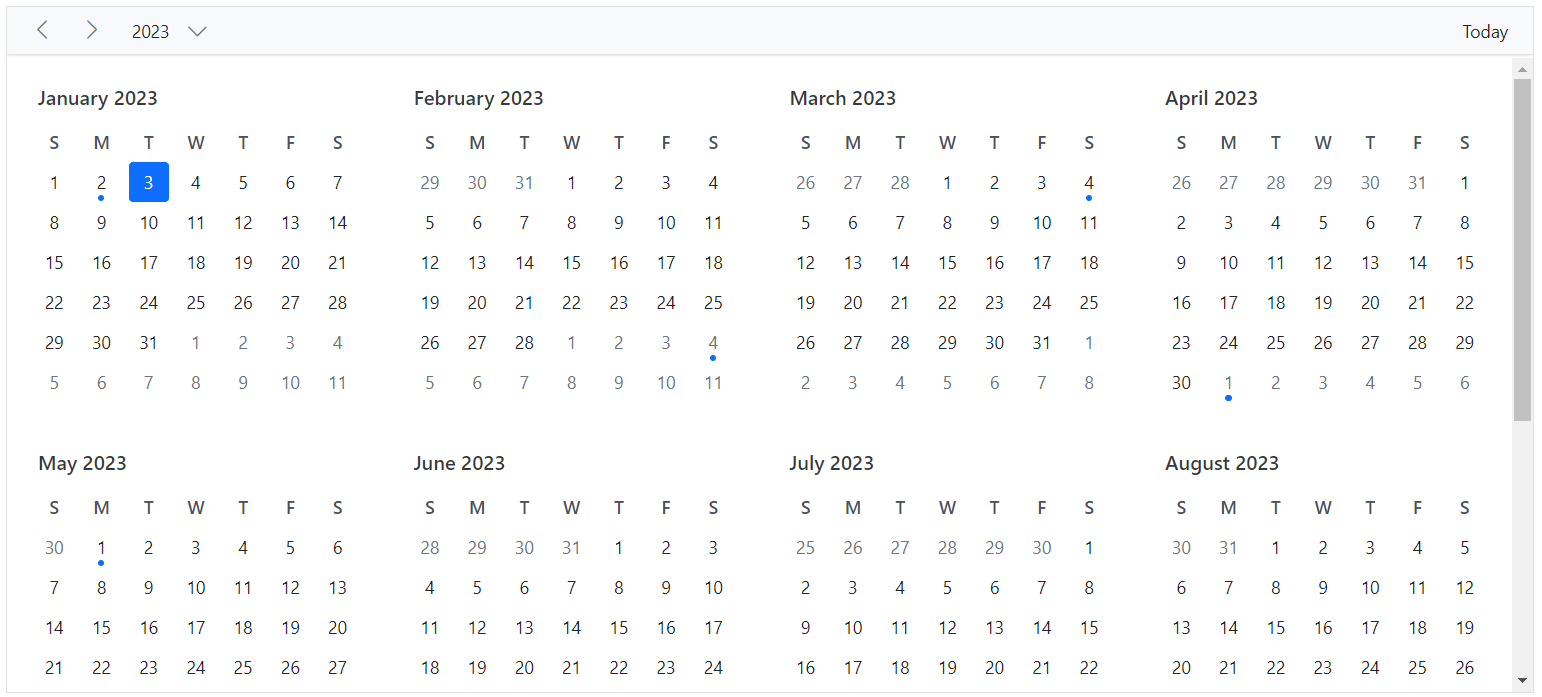 2023 Today
January 2023 February 2023 March 2023 April 2023
S M T W T F S S M T W T F S S M T W T F S S M T W T F S
1 2 3 4 5 6 7 29 30 31 1 2 3 4 26 27 28 1 2 3 4 26 27 28 29 30 31 1
8 9 10 11 12 13 14 5 6 7 8 9 10 11 5 6 7 8 9 10 11 2 3 4 5 6 7 8
15 16 17 18 19 20 21 12 13 14 15 16 17 18 12 13 14 15 16 17 18 9 10 11 12 13 14 15
22 23 24 25 26 27 28 19 20 21 22 23 24 25 19 20 21 22 23 24 25 16 17 18 19 20 21 22
29 30 31 1 2 3 4 26 27 28 1 2 3 4 26 27 28 29 30 31 1 23 24 25 26 27 28 29
5 6 7 8 9 10 11 5 6 7 8 9 10 11 2 3 4 5 6 7 8 30 1 2 3 4 5 6
May 2023 June 2023 July 2023 August 2023
S M T W T F S S M T W T F S S M T W T F S S M T W T F S
30 1 2 3 4 5 6 28 29 30 31 1 2 3 25 26 27 28 29 30 1 30 31 1 2 3 4 5
7 8 9 10 11 12 13 4 5 6 7 8 9 10 2 3 4 5 6 7 8 6 7 8 9 10 11 12
14 15 16 17 18 19 20 11 12 13 14 15 16 17 9 10 11 12 13 14 15 13 14 15 16 17 18 19
21 22 23 24 25 26 27 18 19 20 21 22 23 24 16 17 18 19 20 21 22 20 21 22 23 24 25 26